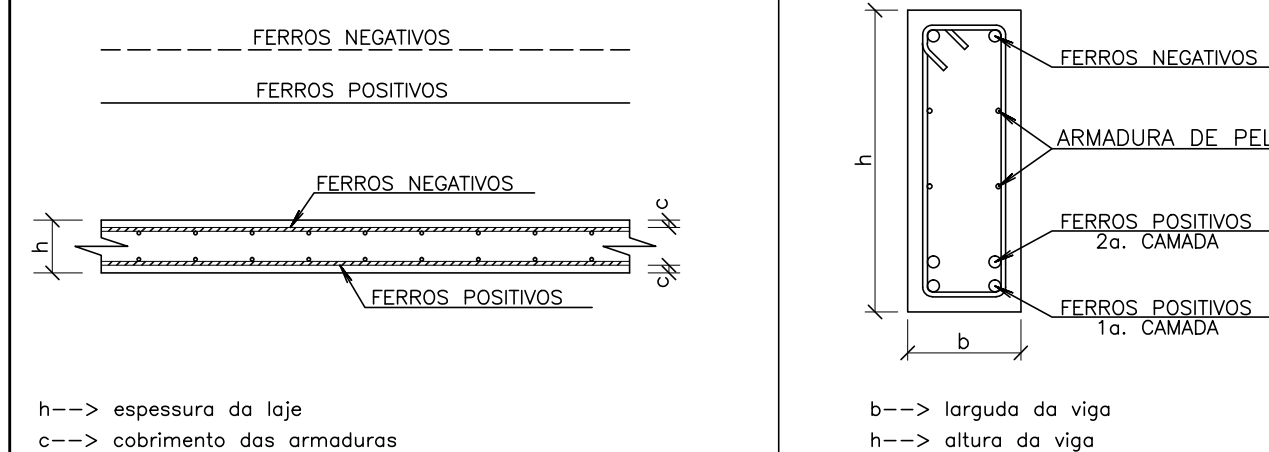 FERROS NEGATIVOS
FERROS POSITIVOS
FERROS NEGATIVOS
c
h
c
FERROS POSITIVOS
h--> espessura da laje
c--> cobrimento das armaduras
FERROS NEGATIVOS
ARMADURA DE PEL
h
FERROS POSITIVOS
2a. CAMADA
FERROS POSITIVOS
1a. CAMADA
b
b--> larguda da viga
h--> altura da viga